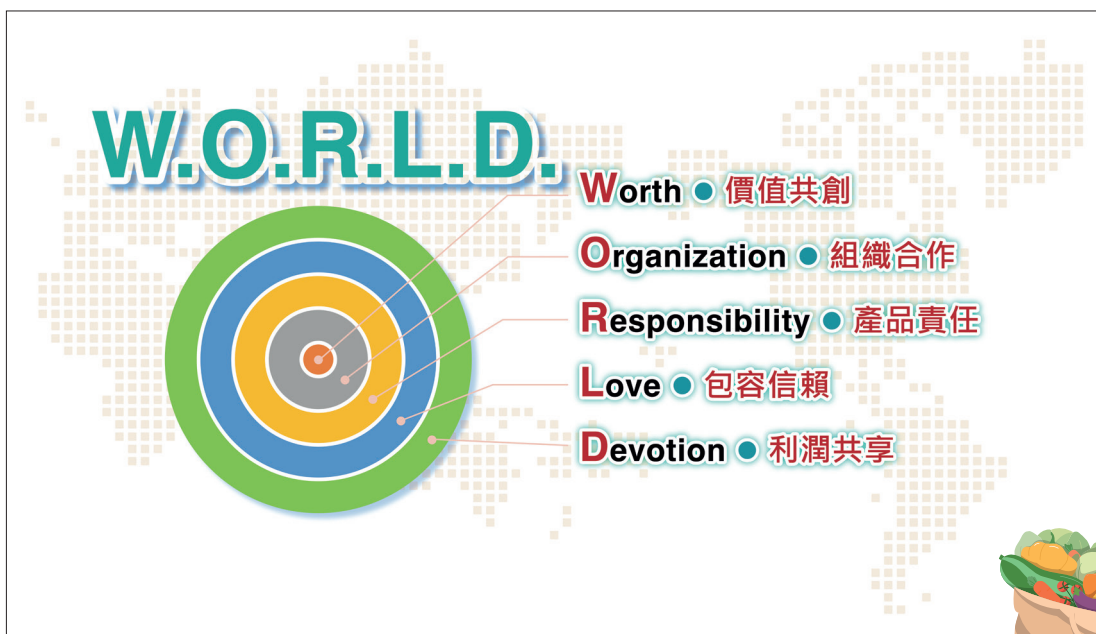 W.O.R.L.D.
Worth ● 價值共創
Organization ● 組織合作
Responsibility ● 產品責任
Love ● 包容信賴
Devotion ● 利潤共享